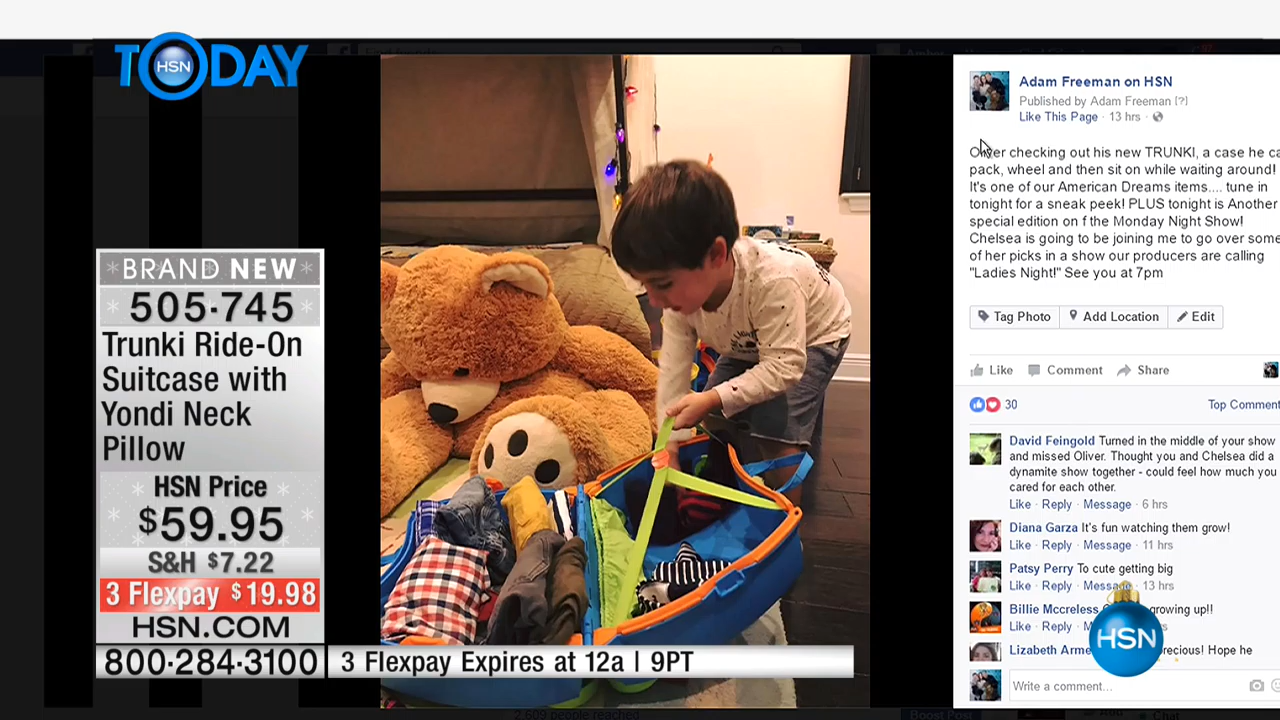 TODAY
HSN
BRAND NEW
505·745
Trunki Ride-On
Suitcase with
Yondi Neck
Pillow
HSN Price
$59.95
S&H $7.22
3 Flexpay $19.98
HSN.COM
800·284·3100
3 Flexpay Expires at 12a | 9PT
Adam Freeman on HSN
Published by Adam Freeman [?]
Like This Page · 13 hrs ·
checking out his new TRUNKI, a case he
pack, wheel and then sit on while waiting around!
It's one of our American Dreams items.... tune in
tonight for a sneak peek! PLUS tonight is Another
special edition on f the Monday Night Show!
Chelsea is going to be joining me to go over some
of her picks in a show our producers are calling
"Ladies Night!" See you at 7pm
Tag Photo Add Location Edit
Like Comment Share
30 Top Comment
David Feingold Turned in the middle of your show
and missed Oliver. Thought you and Chelsea did a
dynamite show together - could feel how much you
cared for each other.
Like · Reply · Message · 6 hrs
Diana Garza It's fun watching them grow!
Like · Reply · Message · 11 hrs
Patsy Perry To cute getting big
Like · Reply · Message · 13 hrs
Billie Mccreless growing up!!
Like · Reply ·
HSN
Lizabeth Hope he
Write a comment...
2,689 people reached
Boost Post